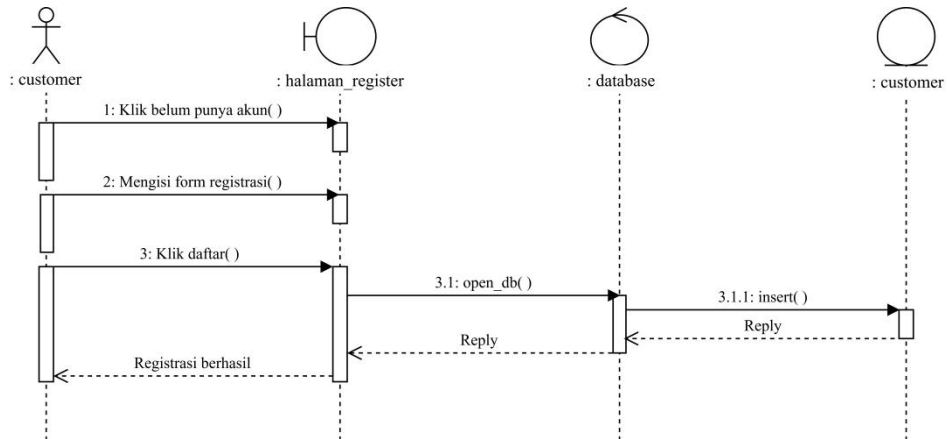 : customer
: halaman_register
: database
: customer
1: Klik belum punya akun( )
2: Mengisi form registrasi( )
3: Klik daftar( )
3.1: open_db( )
3.1.1: insert( )
Reply
Reply
Registrasi berhasil